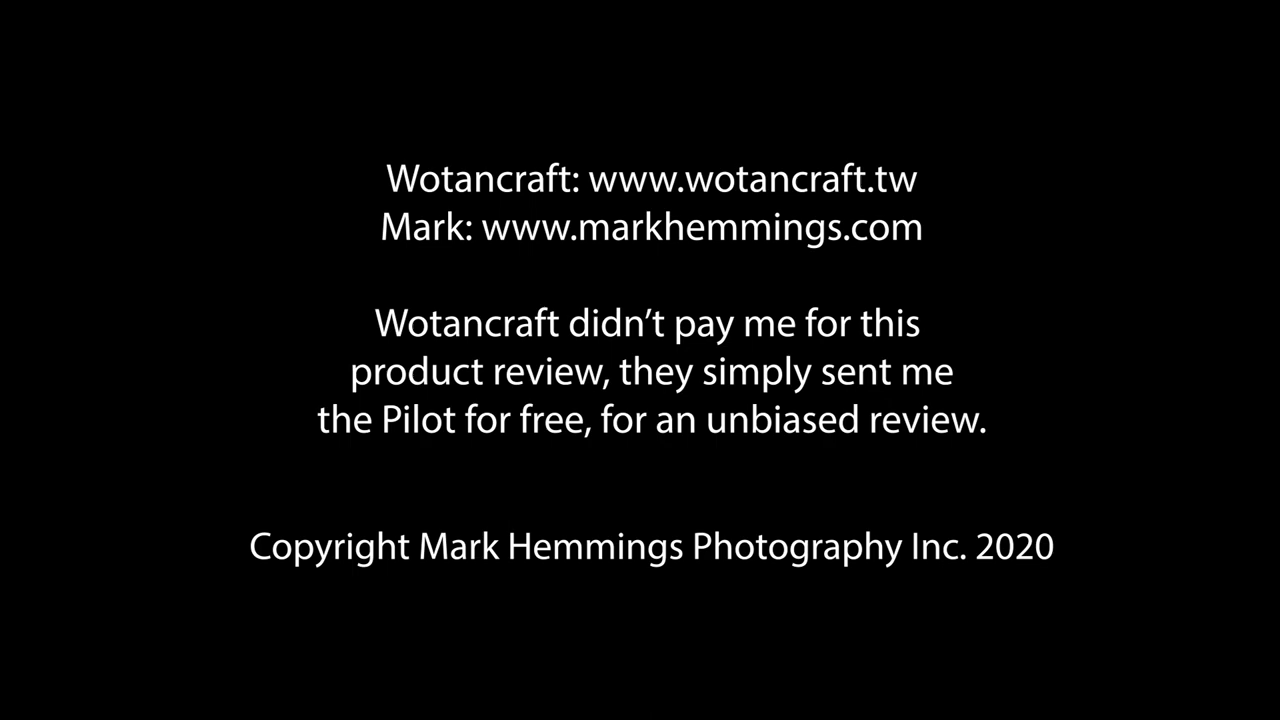 Wotancraft: www.wotancraft.tw
Mark: www.markhemmings.com
Wotancraft didn’t pay me for this
product review, they simply sent me
the Pilot for free, for an unbiased review.
Copyright Mark Hemmings Photography Inc. 2020